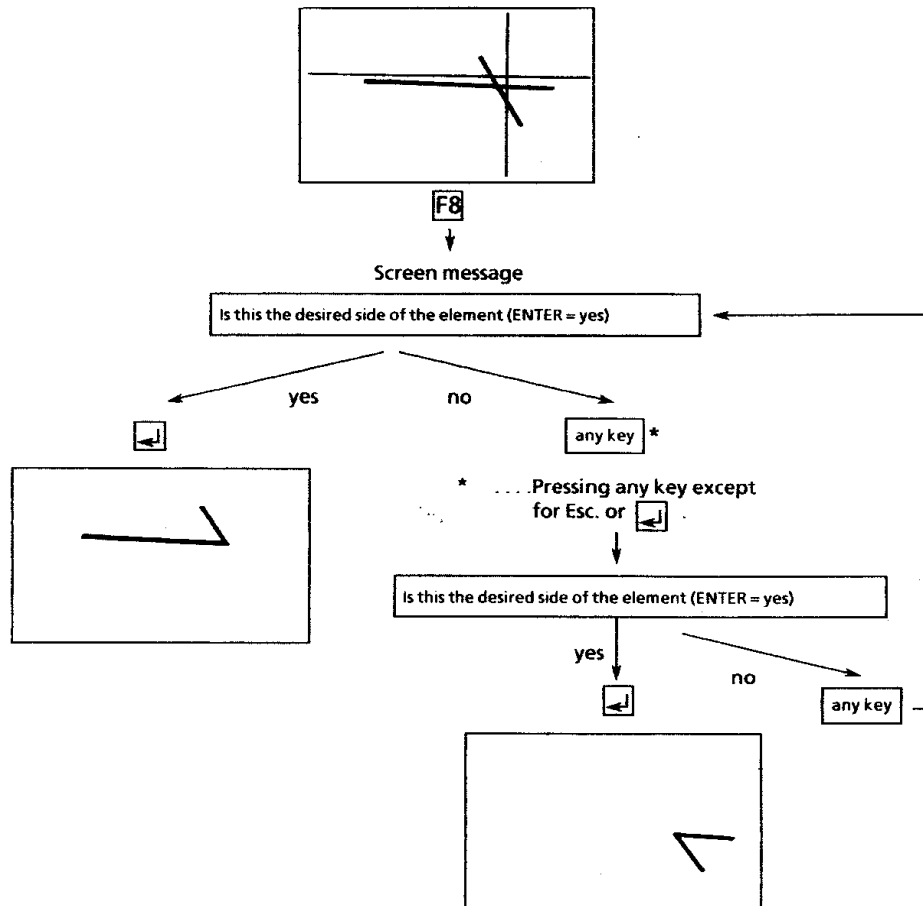 F8
Screen message
Is this the desired side of the element (ENTER = yes)
yes
no
any key *
* ....Pressing any key except
for Esc. or
Is this the desired side of the element (ENTER = yes)
yes
no
any key